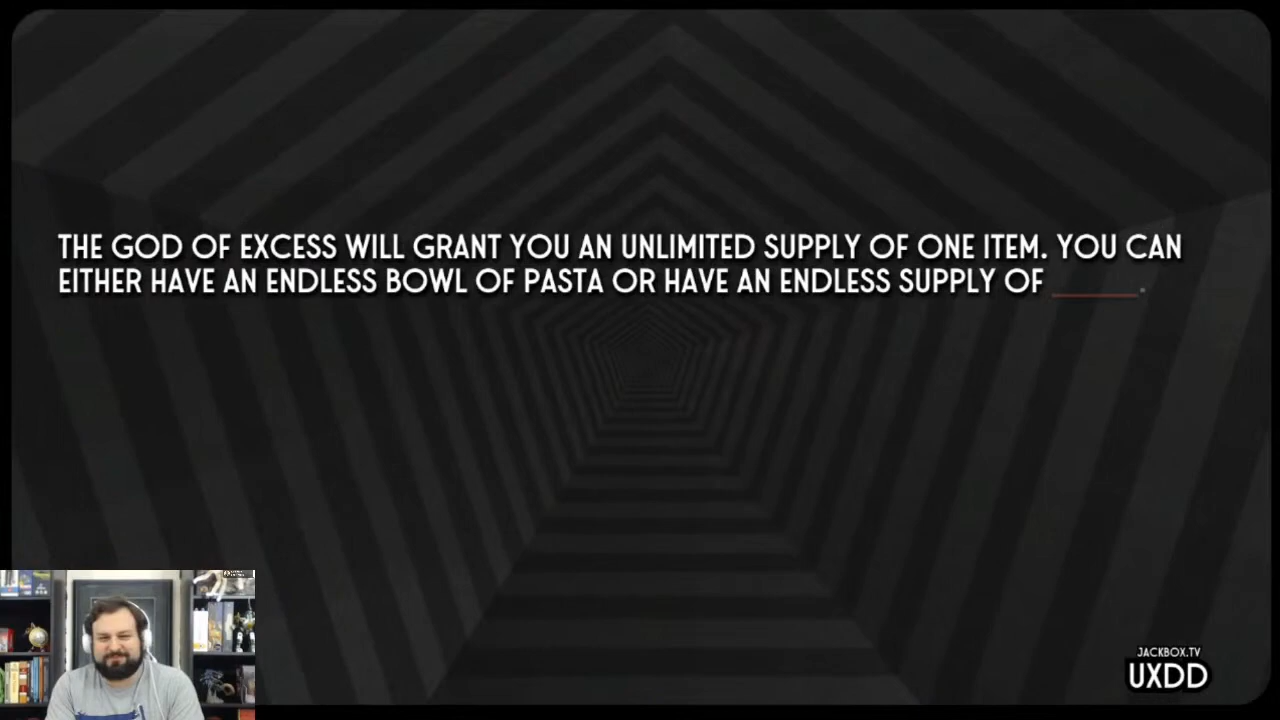 THE GOD OF EXCESS WILL GRANT YOU AN UNLIMITED SUPPLY OF ONE ITEM. YOU CAN
EITHER HAVE AN ENDLESS BOWL OF PASTA OR HAVE AN ENDLESS SUPPLY OF ______.
JACKBOX.TV
UXDD